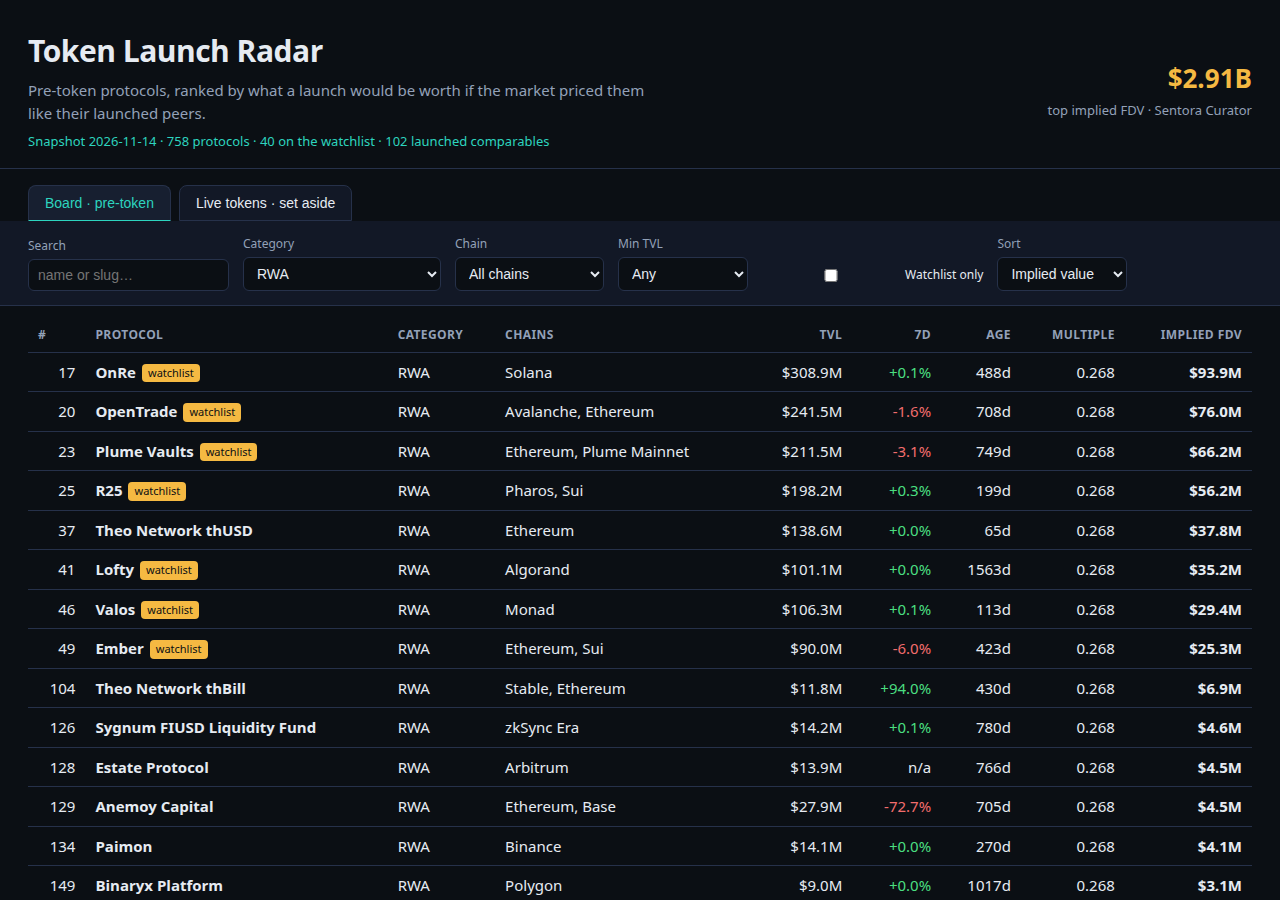 Token Launch Radar
Pre-token protocols, ranked by what a launch would be worth if the market priced them
like their launched peers.
Snapshot 2026-11-14 · 758 protocols · 40 on the watchlist · 102 launched comparables
$2.91B
top implied FDV · Sentora Curator
Board · pre-token
Live tokens · set aside
Search
name or slug…
Category
RWA
Chain
All chains
Min TVL
Any
Watchlist only
Sort
Implied value
# PROTOCOL CATEGORY CHAINS TVL 7D AGE MULTIPLE IMPLIED FDV
17 OnRe watchlist RWA Solana $308.9M +0.1% 488d 0.268 $93.9M
20 OpenTrade watchlist RWA Avalanche, Ethereum $241.5M -1.6% 708d 0.268 $76.0M
23 Plume Vaults watchlist RWA Ethereum, Plume Mainnet $211.5M -3.1% 749d 0.268 $66.2M
25 R25 watchlist RWA Pharos, Sui $198.2M +0.3% 199d 0.268 $56.2M
37 Theo Network thUSD RWA Ethereum $138.6M +0.0% 65d 0.268 $37.8M
41 Lofty watchlist RWA Algorand $101.1M +0.0% 1563d 0.268 $35.2M
46 Valos watchlist RWA Monad $106.3M +0.1% 113d 0.268 $29.4M
49 Ember watchlist RWA Ethereum, Sui $90.0M -6.0% 423d 0.268 $25.3M
104 Theo Network thBill RWA Stable, Ethereum $11.8M +94.0% 430d 0.268 $6.9M
126 Sygnum FIUSD Liquidity Fund RWA zkSync Era $14.2M +0.1% 780d 0.268 $4.6M
128 Estate Protocol RWA Arbitrum $13.9M n/a 766d 0.268 $4.5M
129 Anemoy Capital RWA Ethereum, Base $27.9M -72.7% 705d 0.268 $4.5M
134 Paimon RWA Binance $14.1M +0.0% 270d 0.268 $4.1M
149 Binaryx Platform RWA Polygon $9.0M +0.0% 1017d 0.268 $3.1M